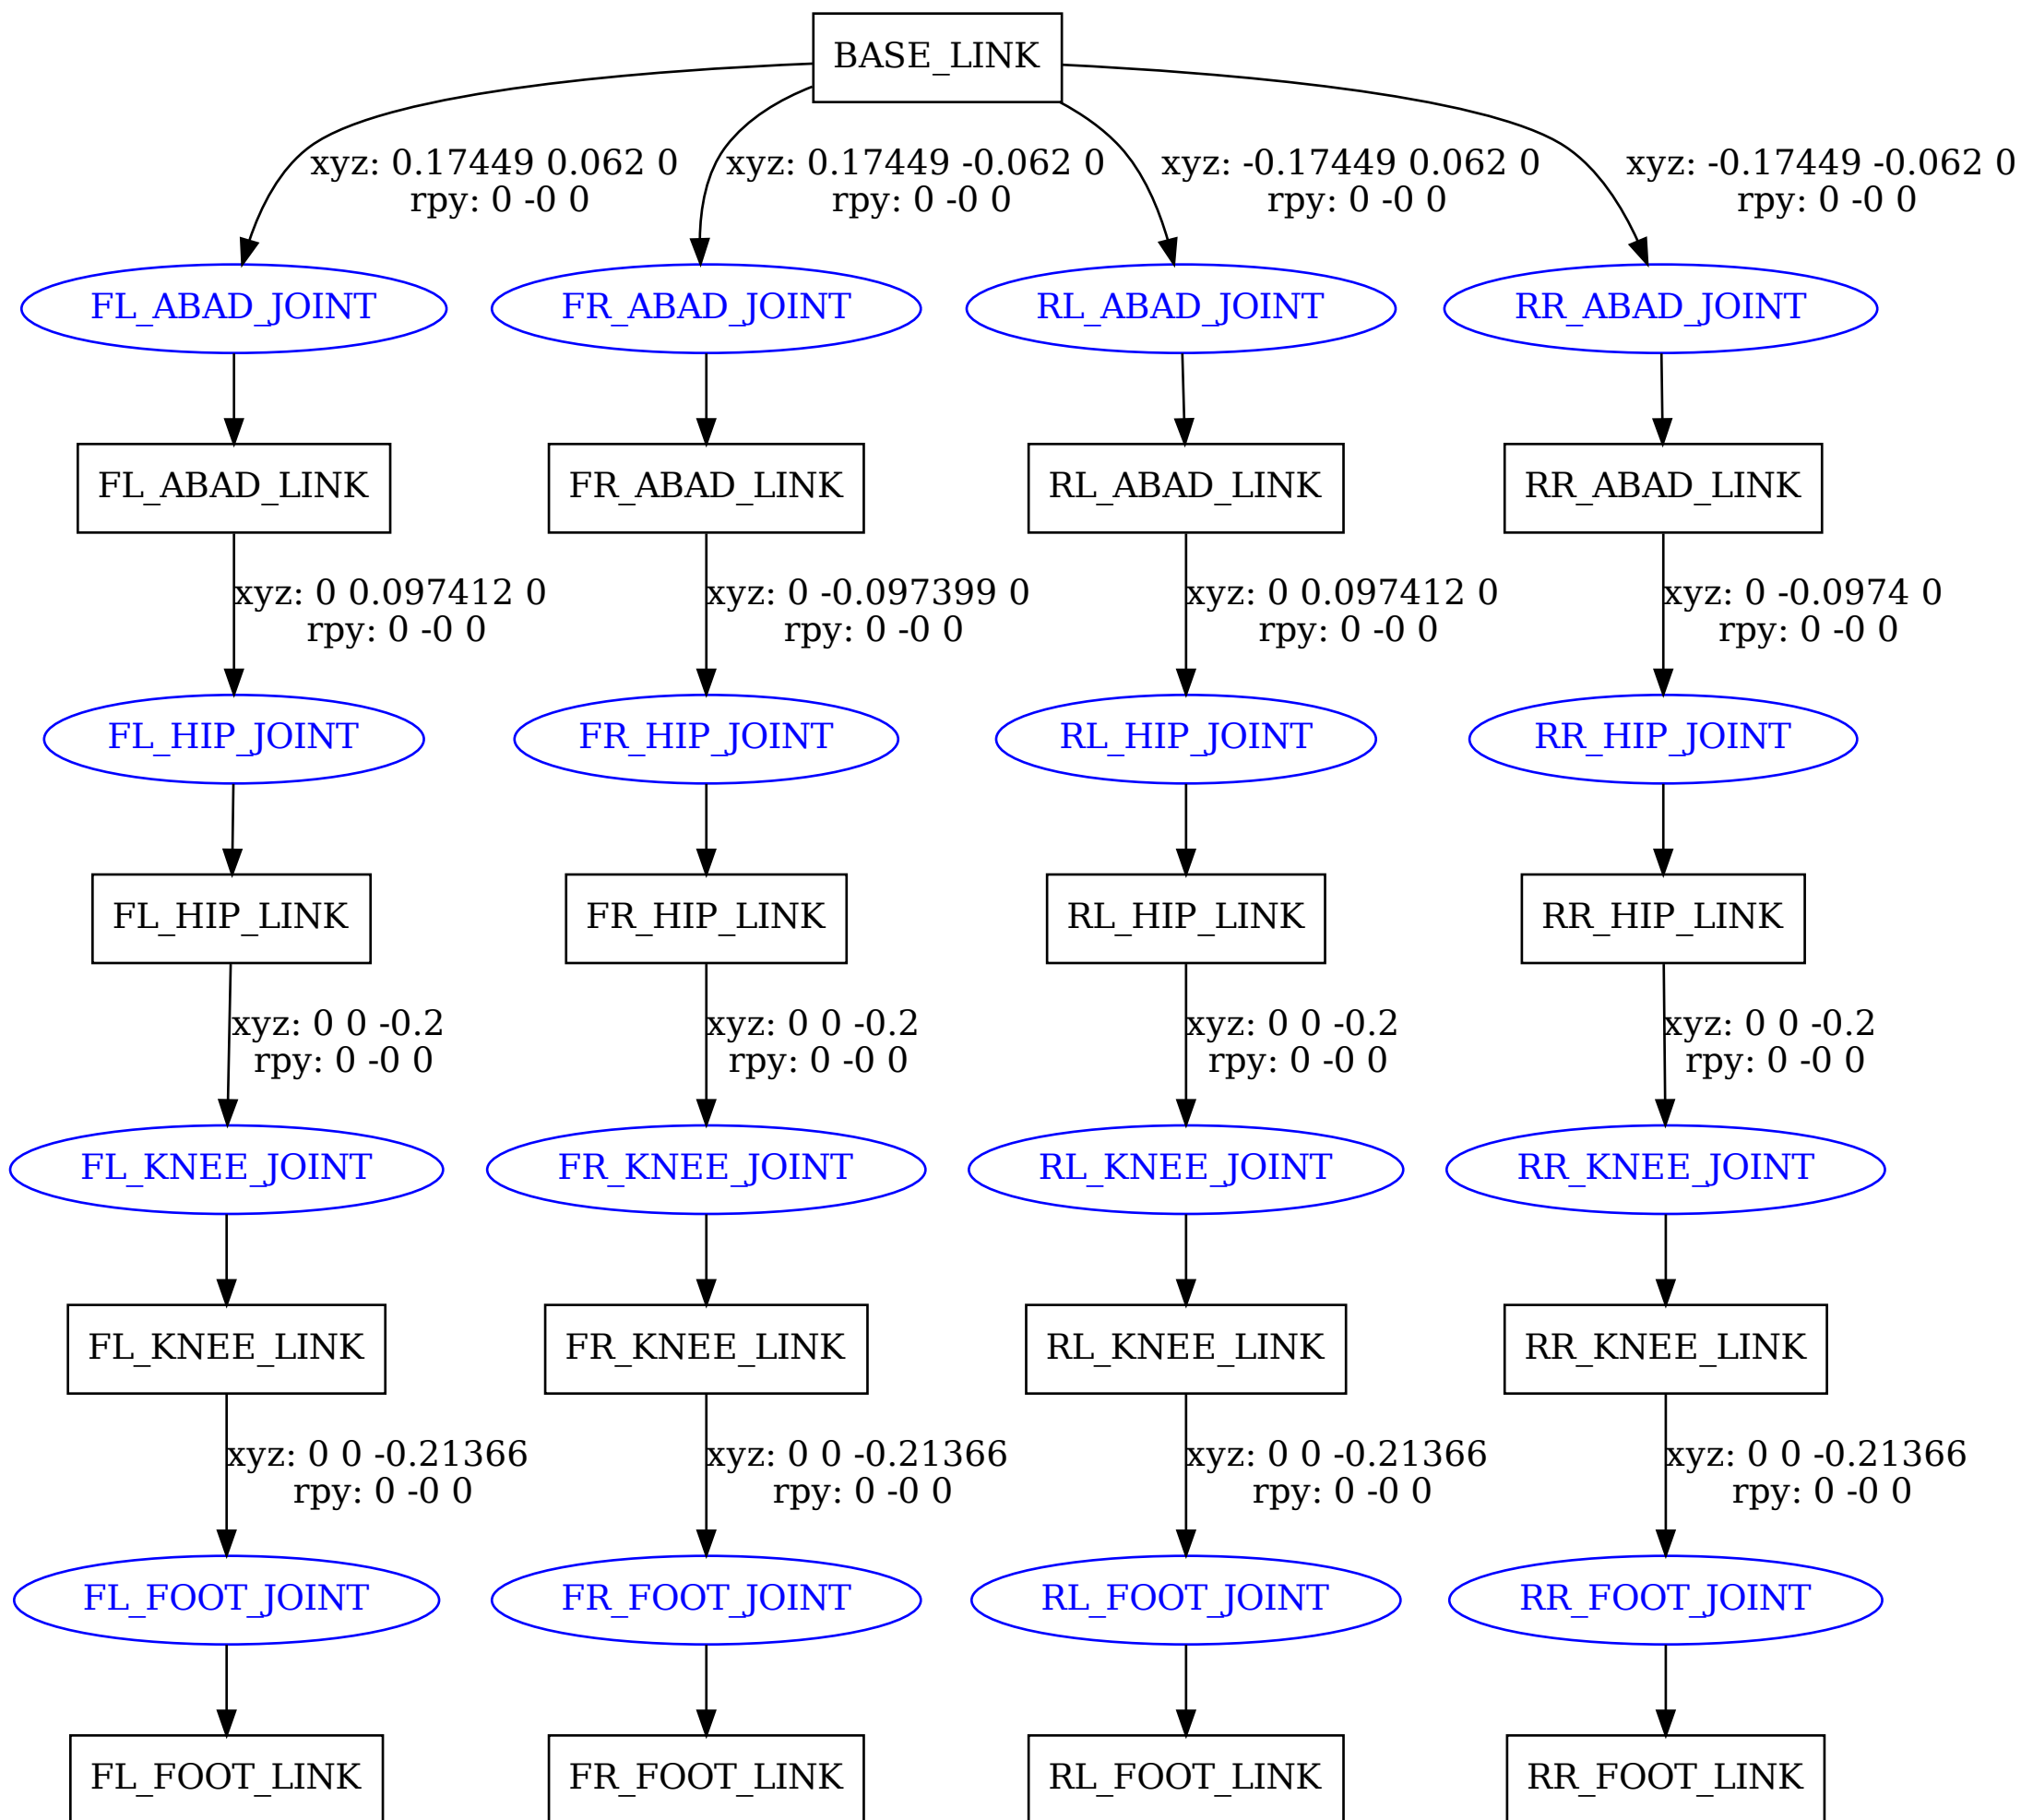 BASE_LINK
xyz: 0.17449 0.062 0
rpy: 0 -0 0
xyz: 0.17449 -0.062 0
rpy: 0 -0 0
xyz: -0.17449 0.062 0
rpy: 0 -0 0
xyz: -0.17449 -0.062 0
rpy: 0 -0 0
FL_ABAD_JOINT
FR_ABAD_JOINT
RL_ABAD_JOINT
RR_ABAD_JOINT
FL_ABAD_LINK
FR_ABAD_LINK
RL_ABAD_LINK
RR_ABAD_LINK
xyz: 0 0.097412 0
rpy: 0 -0 0
xyz: 0 -0.097399 0
rpy: 0 -0 0
xyz: 0 0.097412 0
rpy: 0 -0 0
xyz: 0 -0.0974 0
rpy: 0 -0 0
FL_HIP_JOINT
FR_HIP_JOINT
RL_HIP_JOINT
RR_HIP_JOINT
FL_HIP_LINK
FR_HIP_LINK
RL_HIP_LINK
RR_HIP_LINK
xyz: 0 0 -0.2
rpy: 0 -0 0
xyz: 0 0 -0.2
rpy: 0 -0 0
xyz: 0 0 -0.2
rpy: 0 -0 0
xyz: 0 0 -0.2
rpy: 0 -0 0
FL_KNEE_JOINT
FR_KNEE_JOINT
RL_KNEE_JOINT
RR_KNEE_JOINT
FL_KNEE_LINK
FR_KNEE_LINK
RL_KNEE_LINK
RR_KNEE_LINK
xyz: 0 0 -0.21366
rpy: 0 -0 0
xyz: 0 0 -0.21366
rpy: 0 -0 0
xyz: 0 0 -0.21366
rpy: 0 -0 0
xyz: 0 0 -0.21366
rpy: 0 -0 0
FL_FOOT_JOINT
FR_FOOT_JOINT
RL_FOOT_JOINT
RR_FOOT_JOINT
FL_FOOT_LINK
FR_FOOT_LINK
RL_FOOT_LINK
RR_FOOT_LINK